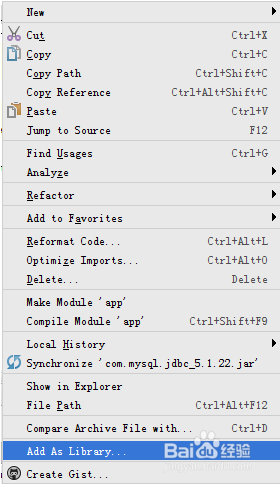 New
Cut Ctrl+X
Copy Ctrl+C
Copy Path Ctrl+Shift+C
Copy Reference Ctrl+Alt+Shift+C
Paste Ctrl+V
Jump to Source F12
Find Usages Ctrl+G
Analyze
Refactor
Add to Favorites
Reformat Code... Ctrl+Alt+L
Optimize Imports... Ctrl+Alt+O
Delete... Delete
Make Module 'app'
Compile Module 'app' Ctrl+Shift+F9
Local History
Synchronize 'com.mysql.jdbc_5.1.22.jar'
Show in Explorer
File Path Ctrl+Alt+F12
Compare Archive File with... Ctrl+D
Add As Library...
Baidu 经验
Create Gist...